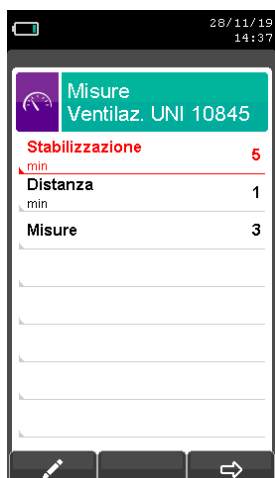 28/11/19
14:37
Misure
Ventilaz. UNI 10845
Stabilizzazione 5
min
Distanza 1
min
Misure 3